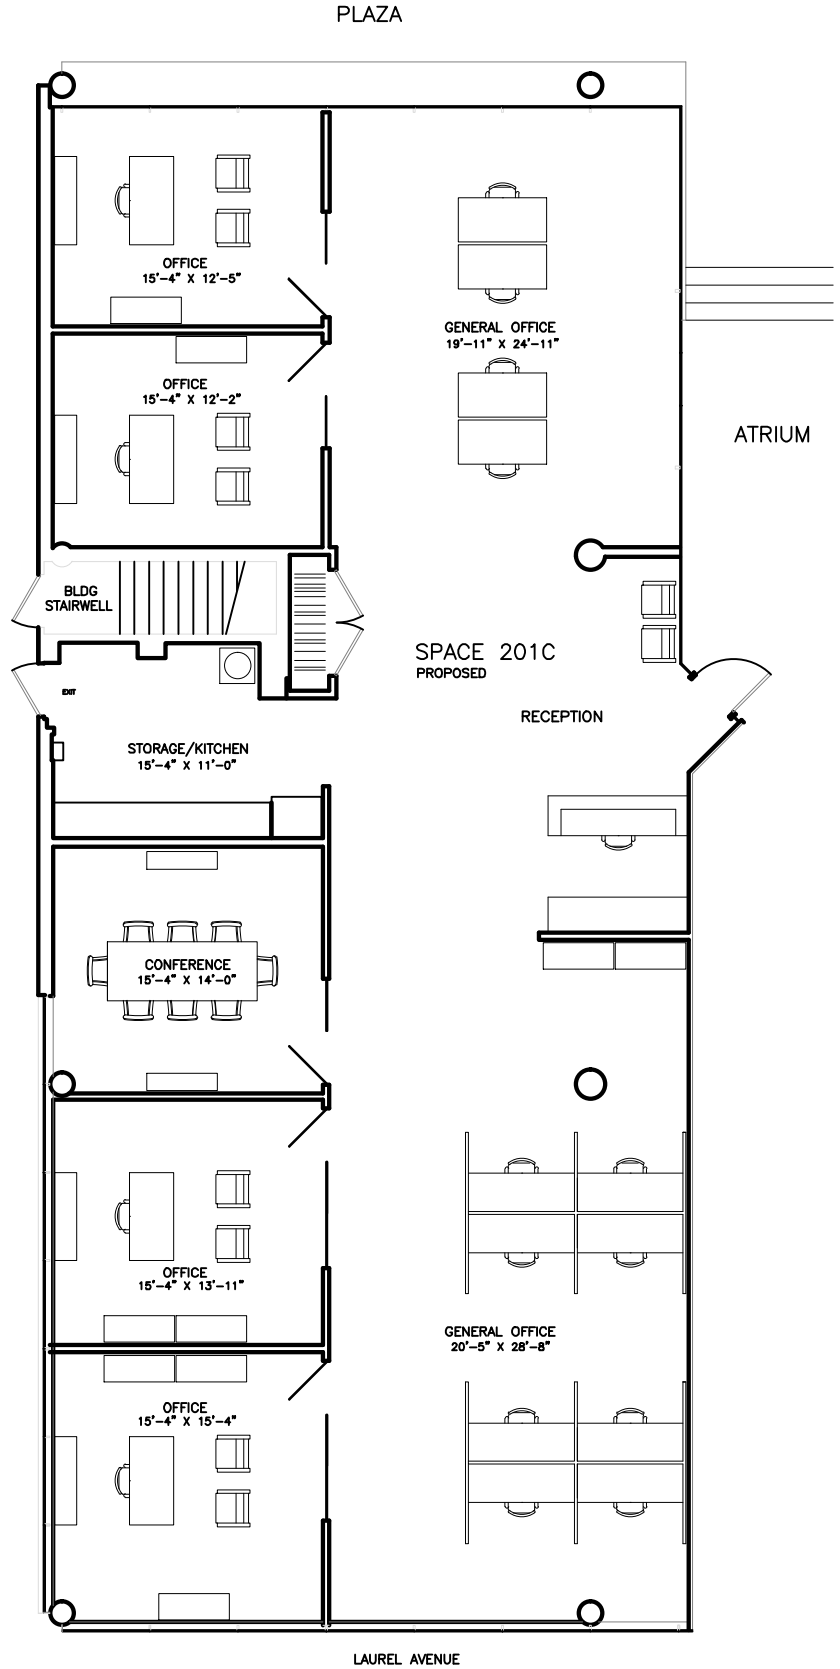 PLAZA
OFFICE
15'-4" X 12'-5"
GENERAL OFFICE
19'-11" X 24'-11"
OFFICE
15'-4" X 12'-2"
ATRIUM
BLDG
STAIRWELL
SPACE 201C
PROPOSED
EXIT
RECEPTION
STORAGE/KITCHEN
15'-4" X 11'-0"
CONFERENCE
15'-4" X 14'-0"
OFFICE
15'-4" X 13'-11"
GENERAL OFFICE
20'-5" X 28'-8"
OFFICE
15'-4" X 15'-4"
LAUREL AVENUE